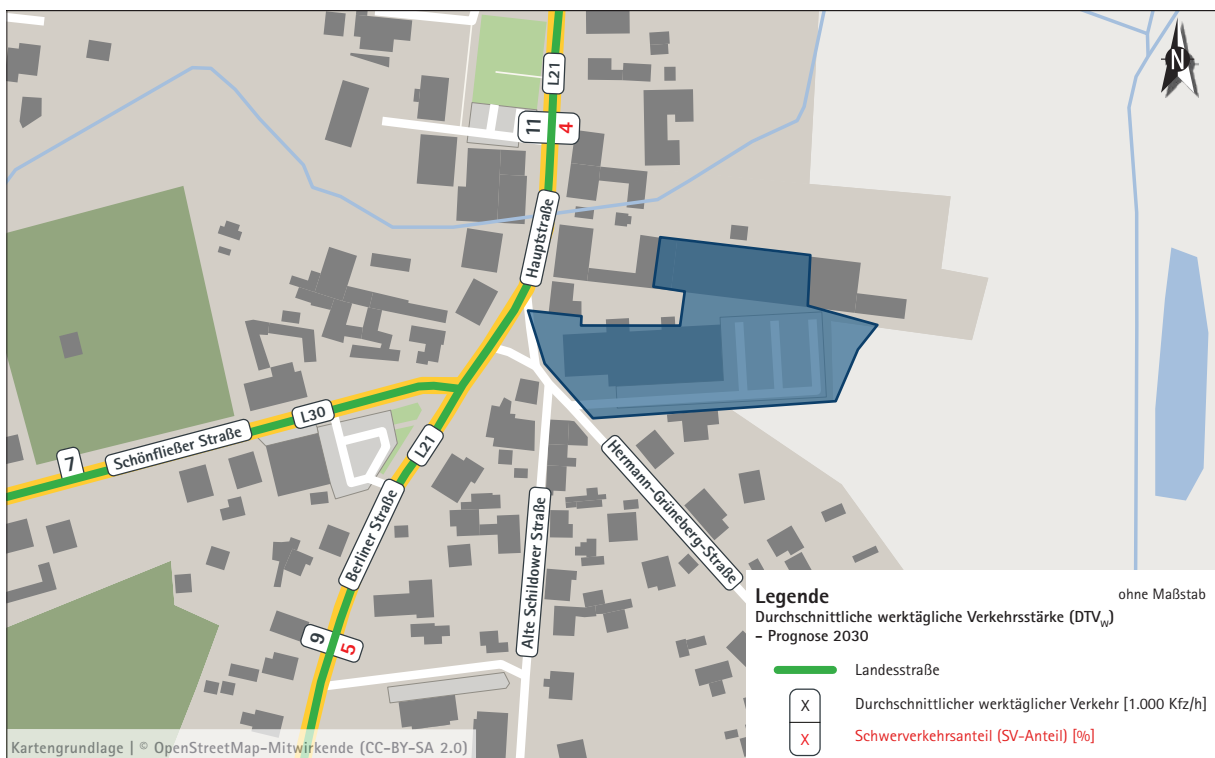 N
L21
11
4
Hauptstraße
L30
Schönfließer Straße
7
L21
Berliner Straße
9
5
Alte Schildower Straße
Hermann-Grüneberg-Straße
Legende
ohne Maßstab
Durchschnittliche werktägliche Verkehrsstärke (DTVw)
– Prognose 2030
Landesstraße
X
Durchschnittlicher werktäglicher Verkehr [1.000 Kfz/h]
X
Schwerverkehrsanteil (SV-Anteil) [%]
Kartengrundlage | © OpenStreetMap-Mitwirkende (CC-BY-SA 2.0)